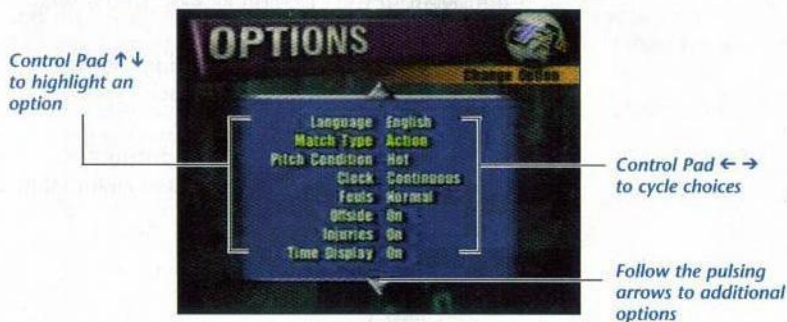 OPTIONS
Change Option
Control Pad ↑ ↓
to highlight an
option
Language English
Match Type Action
Pitch Condition Hot
Clock Continuous
Fouls Normal
Offside On
Injuries On
Time Display On
Control Pad ← →
to cycle choices
Follow the pulsing
arrows to additional
options